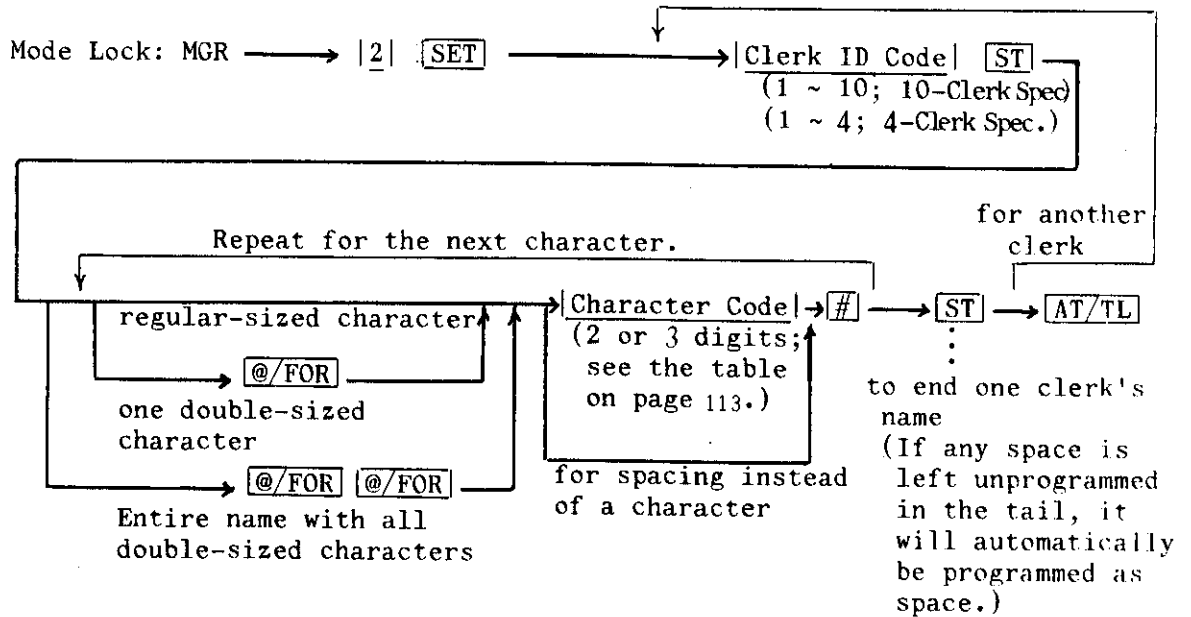 Mode Lock: MGR |2| SET |Clerk ID Code| ST
(1 ~ 10; 10-Clerk Spec)
(1 ~ 4; 4-Clerk Spec.)
for another
clerk
Repeat for the next character.
regular-sized character
|Character Code| # ST AT/TL
(2 or 3 digits;
see the table
on page 113.)
@/FOR
one double-sized
character
@/FOR @/FOR
Entire name with all
double-sized characters
for spacing instead
of a character
to end one clerk's
name
(If any space is
left unprogrammed
in the tail, it
will automatically
be programmed as
space.)